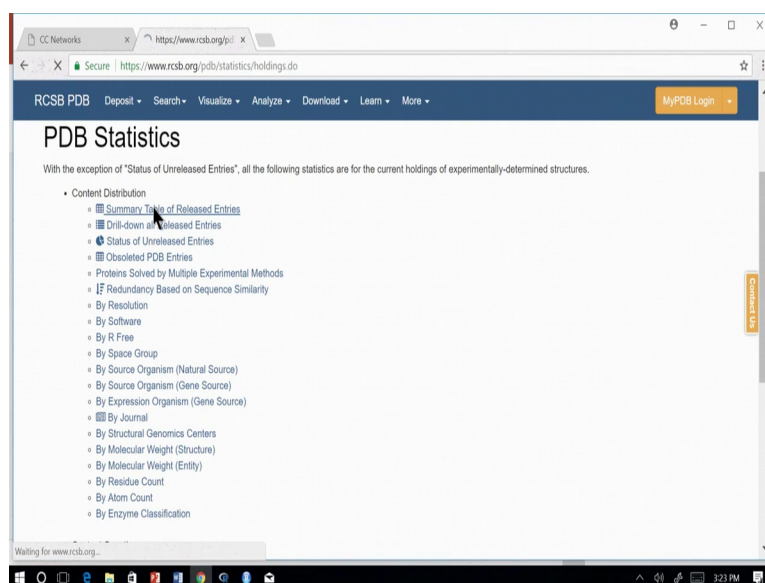 CC Networks
https://www.rcsb.org/pd
Secure | https://www.rcsb.org/pdb/statistics/holdings.do
RCSB PDB Deposit Search Visualize Analyze Download Learn More MyPDB Login
PDB Statistics
With the exception of "Status of Unreleased Entries", all the following statistics are for the current holdings of experimentally-determined structures.
Content Distribution
Summary Table of Released Entries
Drill-down all Released Entries
Status of Unreleased Entries
Obsoleted PDB Entries
Proteins Solved by Multiple Experimental Methods
Redundancy Based on Sequence Similarity
By Resolution
By Software
By R Free
By Space Group
By Source Organism (Natural Source)
By Source Organism (Gene Source)
By Expression Organism (Gene Source)
By Journal
By Structural Genomics Centers
By Molecular Weight (Structure)
By Molecular Weight (Entity)
By Residue Count
By Atom Count
By Enzyme Classification
Contact Us
Waiting for www.rcsb.org...
3:23 PM